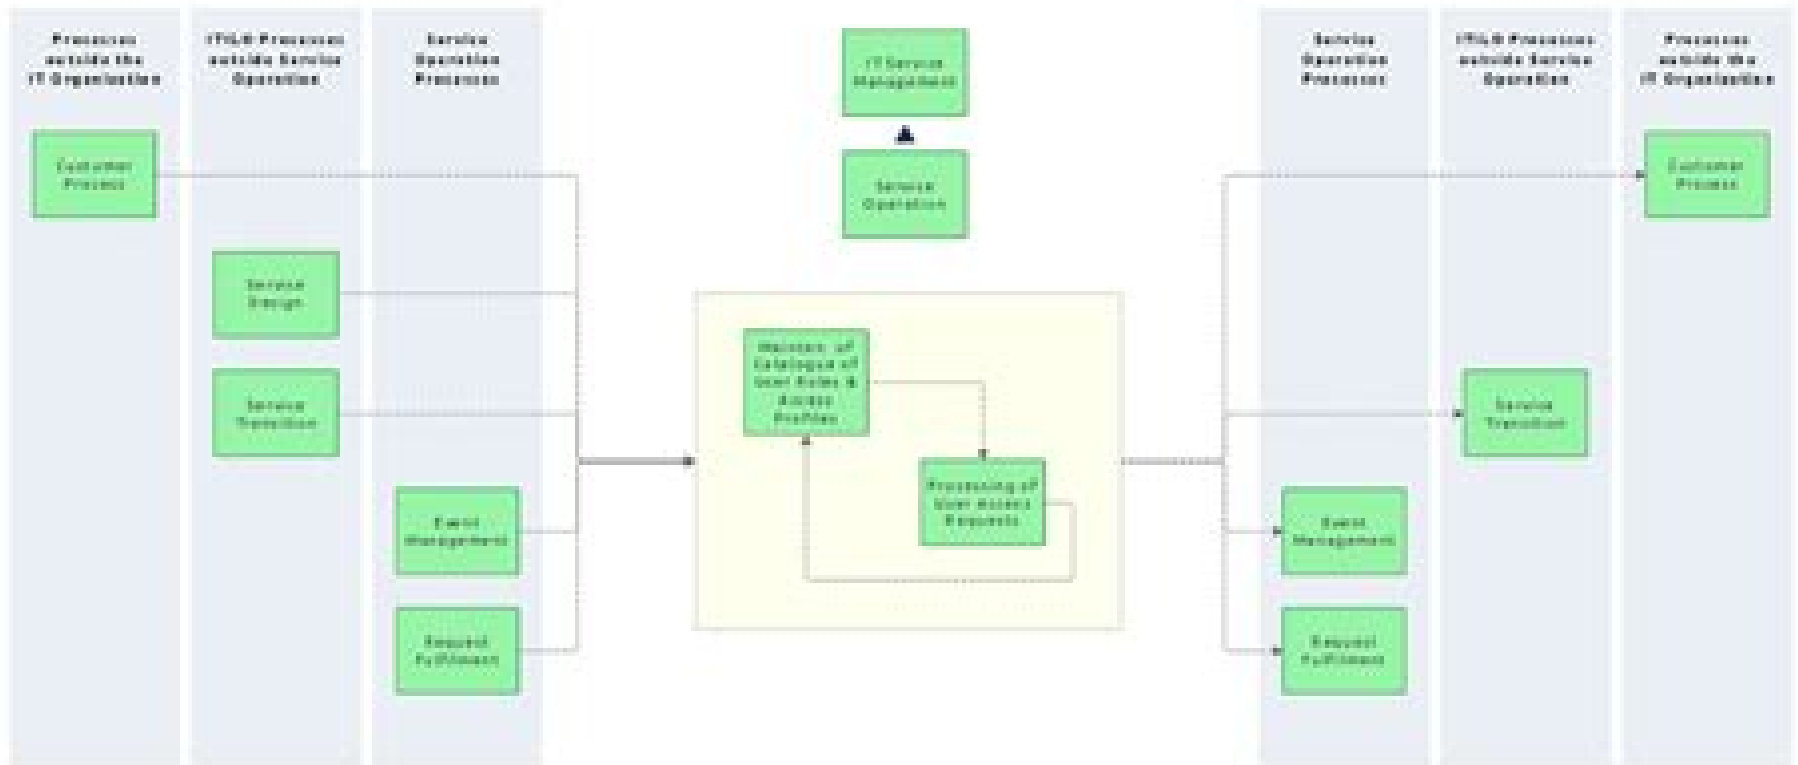 Processes
outside the
IT Organisation
ITIL® Processes
outside Service
Operation
Service
Operation
Processes
IT Service
Management
Service
Operation
Processes
ITIL® Processes
outside Service
Operation
Processes
outside the
IT Organisation
Customer
Process
Service
Operation
Customer
Process
Service
Design
Mainten. of
Catalogue of
User Roles &
Access
Profiles
Service
Transition
Service
Transition
Processing of
User Access
Requests
Event
Management
Event
Management
Request
Fulfilment
Request
Fulfilment